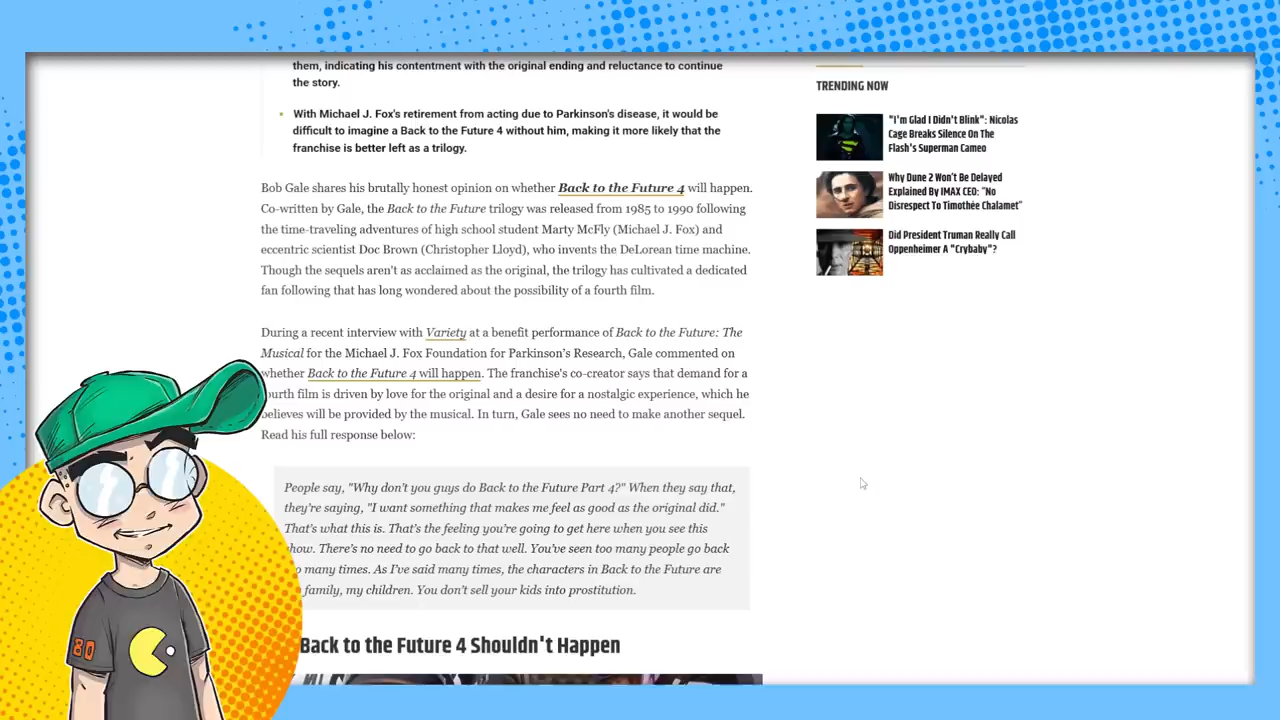 them, indicating his contentment with the original ending and reluctance to continue
the story.
With Michael J. Fox's retirement from acting due to Parkinson's disease, it would be
difficult to imagine a Back to the Future 4 without him, making it more likely that the
franchise is better left as a trilogy.
Bob Gale shares his brutally honest opinion on whether Back to the Future 4 will happen.
Co-written by Gale, the Back to the Future trilogy was released from 1985 to 1990 following
the time-traveling adventures of high school student Marty McFly (Michael J. Fox) and
eccentric scientist Doc Brown (Christopher Lloyd), who invents the DeLorean time machine.
Though the sequels aren't as acclaimed as the original, the trilogy has cultivated a dedicated
fan following that has long wondered about the possibility of a fourth film.
During a recent interview with Variety at a benefit performance of Back to the Future: The
Musical for the Michael J. Fox Foundation for Parkinson's Research, Gale commented on
whether Back to the Future 4 will happen. The franchise's co-creator says that demand for a
ourth film is driven by love for the original and a desire for a nostalgic experience, which he
believes will be provided by the musical. In turn, Gale sees no need to make another sequel.
Read his full response below:
People say, "Why don't you guys do Back to the Future Part 4?" When they say that,
they're saying, "I want something that makes me feel as good as the original did."
That's what this is. That's the feeling you're going to get here when you see this
how. There's no need to go back to that well. You've seen too many people go back
o many times. As I've said many times, the characters in Back to the Future are
family, my children. You don't sell your kids into prostitution.
Back to the Future 4 Shouldn't Happen
TRENDING NOW
"I'm Glad I Didn't Blink": Nicolas
Cage Breaks Silence On The
Flash's Superman Cameo
Why Dune 2 Won't Be Delayed
Explained By IMAX CEO: "No
Disrespect To Timothée Chalamet"
Did President Truman Really Call
Oppenheimer A "Crybaby"?
80